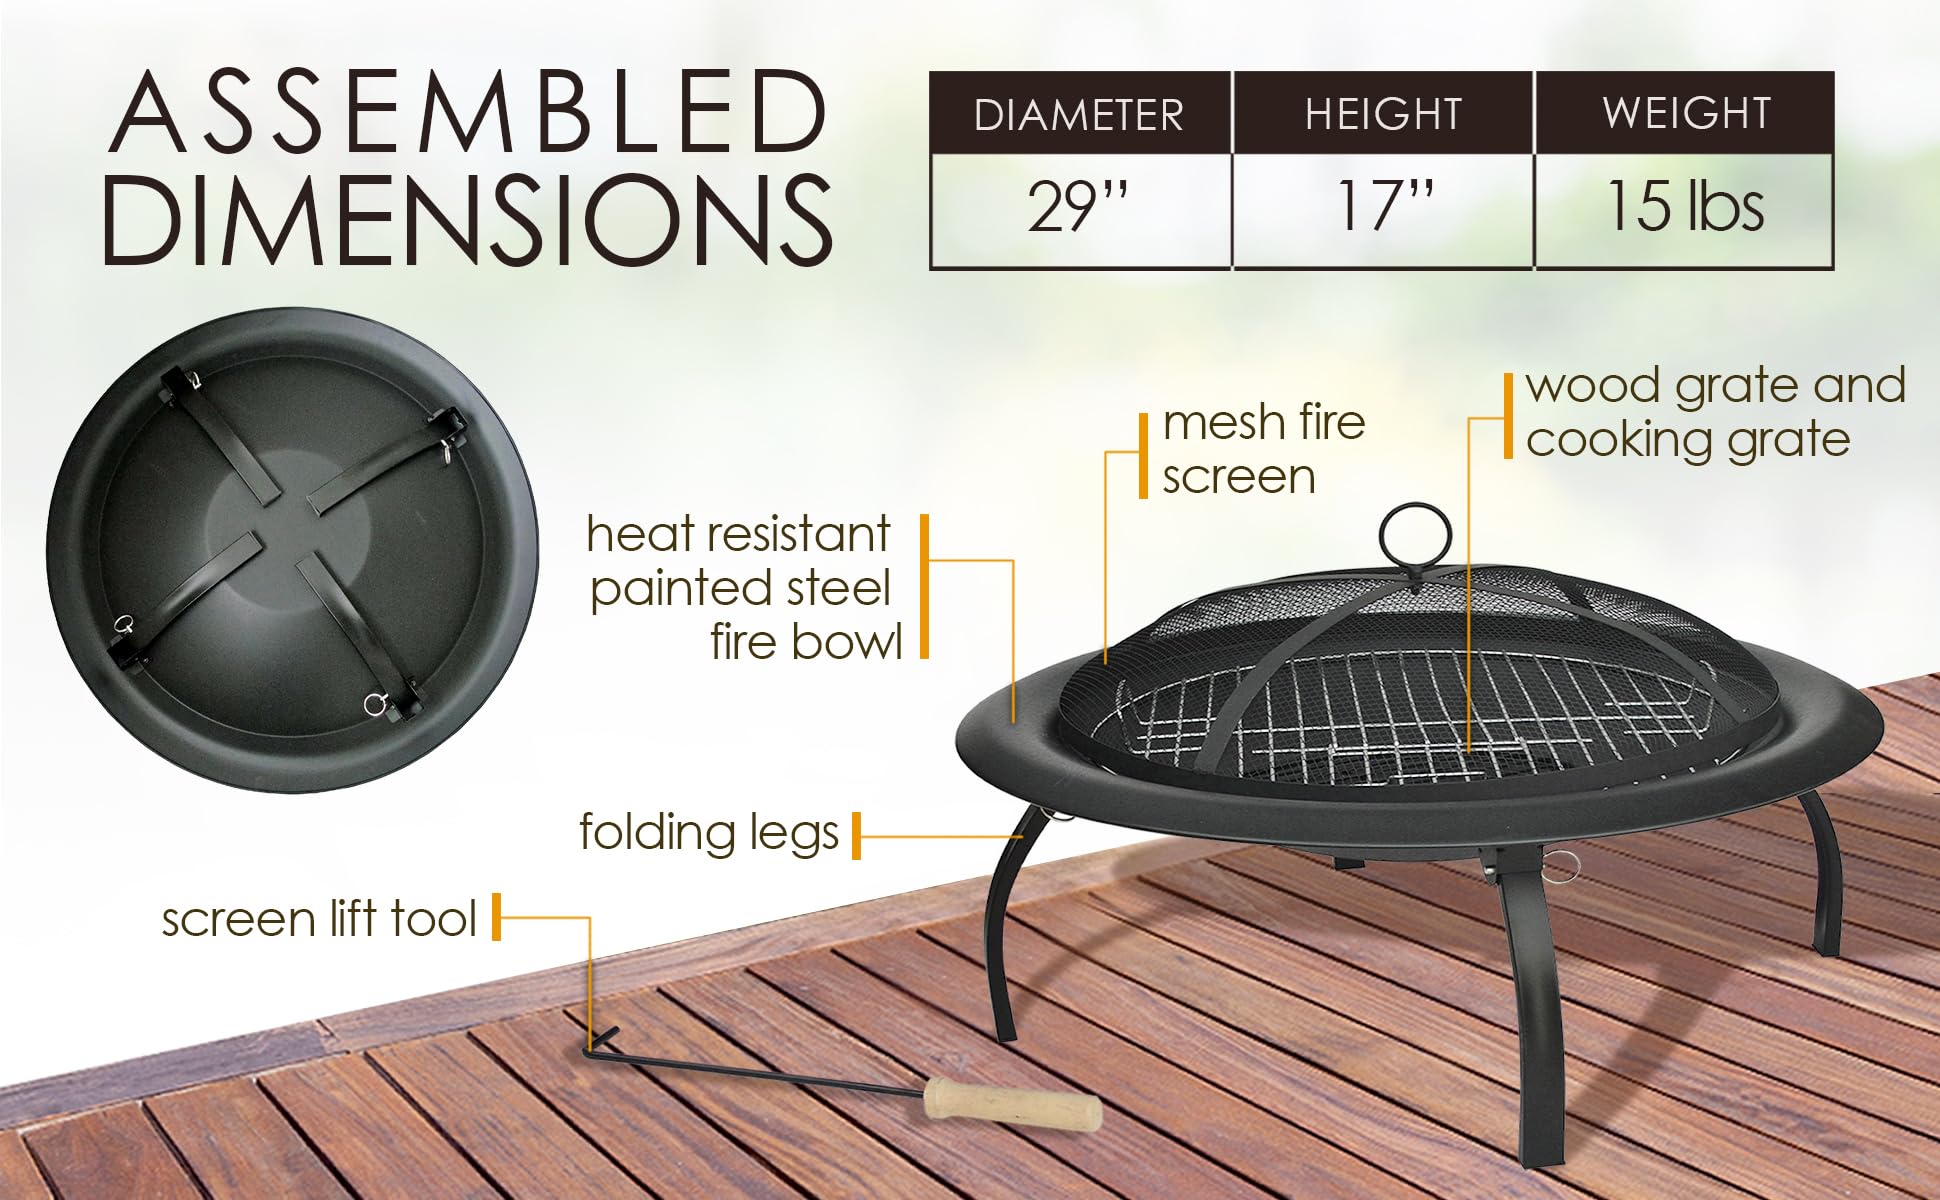 ASSEMBLED
DIMENSIONS
DIAMETER HEIGHT WEIGHT
29” 17” 15 lbs
wood grate and
cooking grate
mesh fire
screen
heat resistant
painted steel
fire bowl
folding legs
screen lift tool